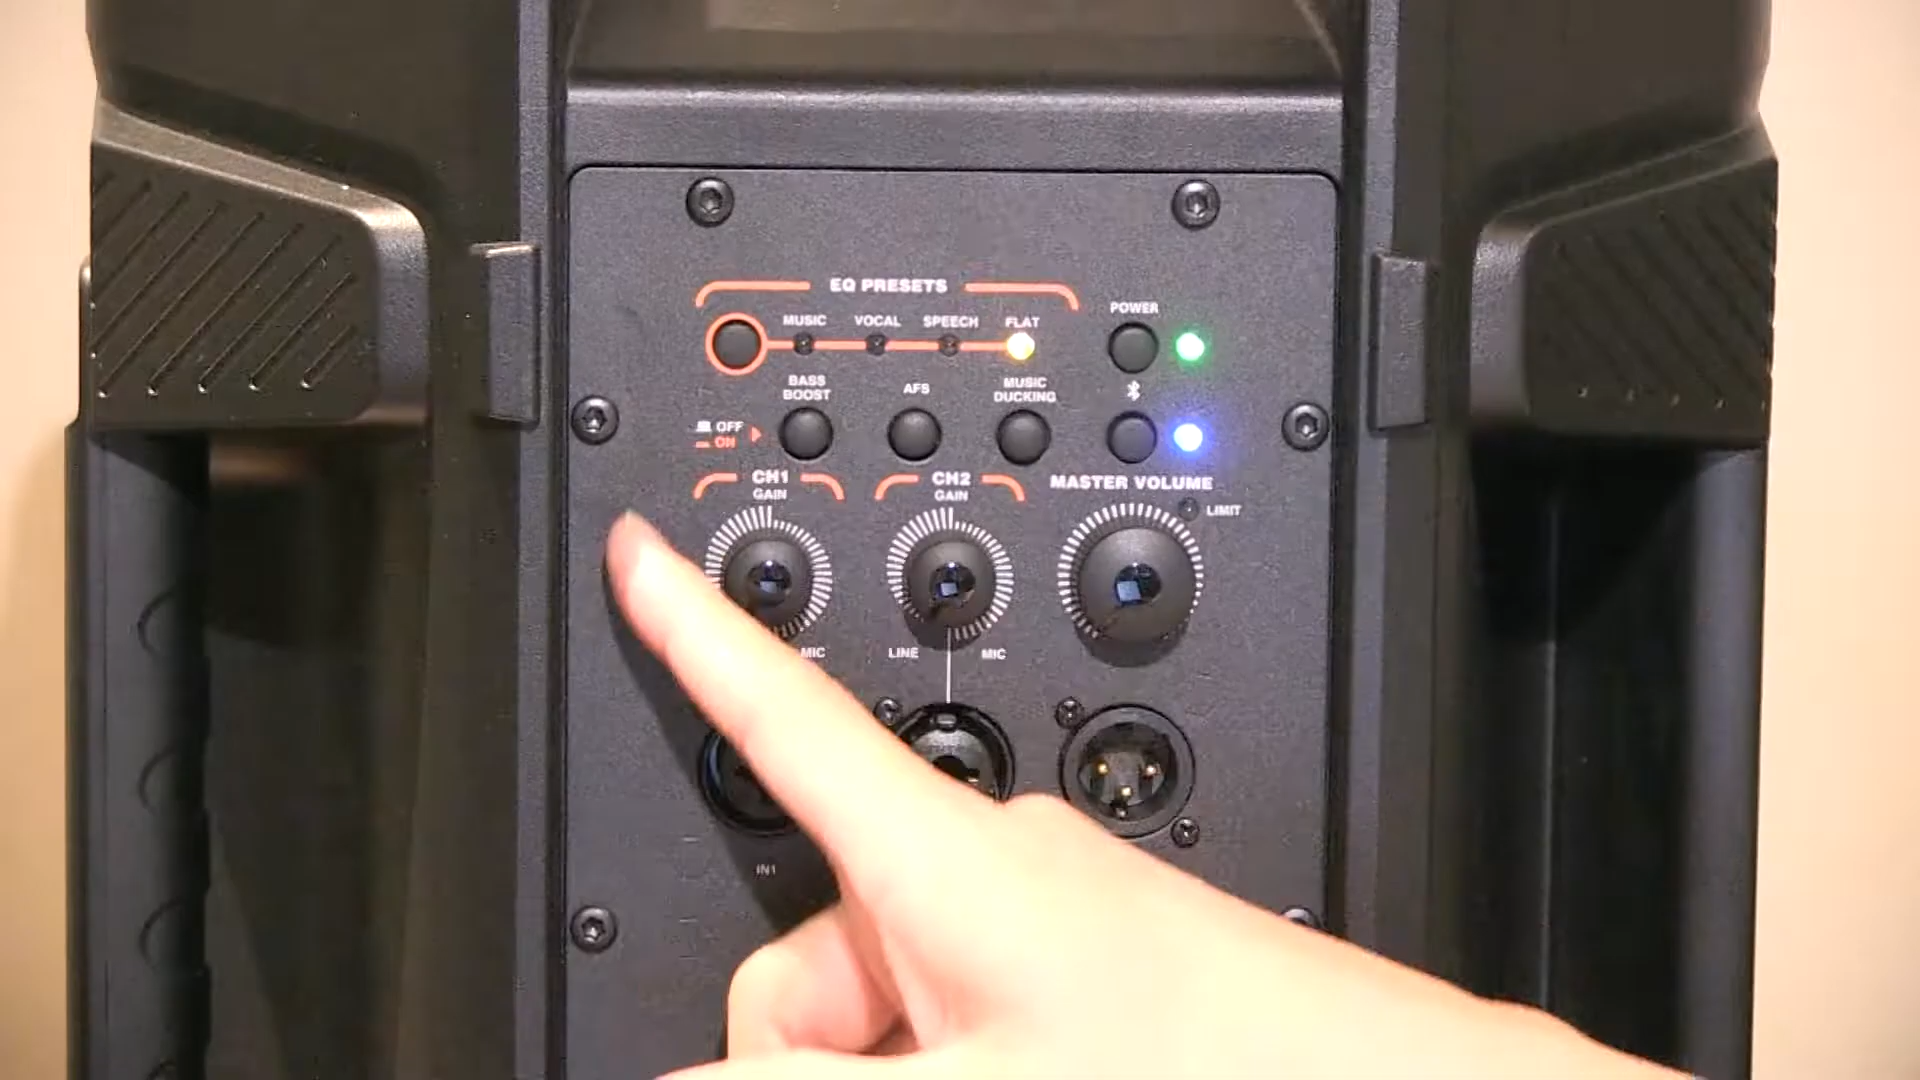 EQ PRESETS
MUSIC VOCAL SPEECH FLAT
POWER
BASS BOOST
AFS
MUSIC DUCKING
OFF
ON
CH1
GAIN
CH2
GAIN
MASTER VOLUME
LIMIT
MIC
LINE
MIC
IN1